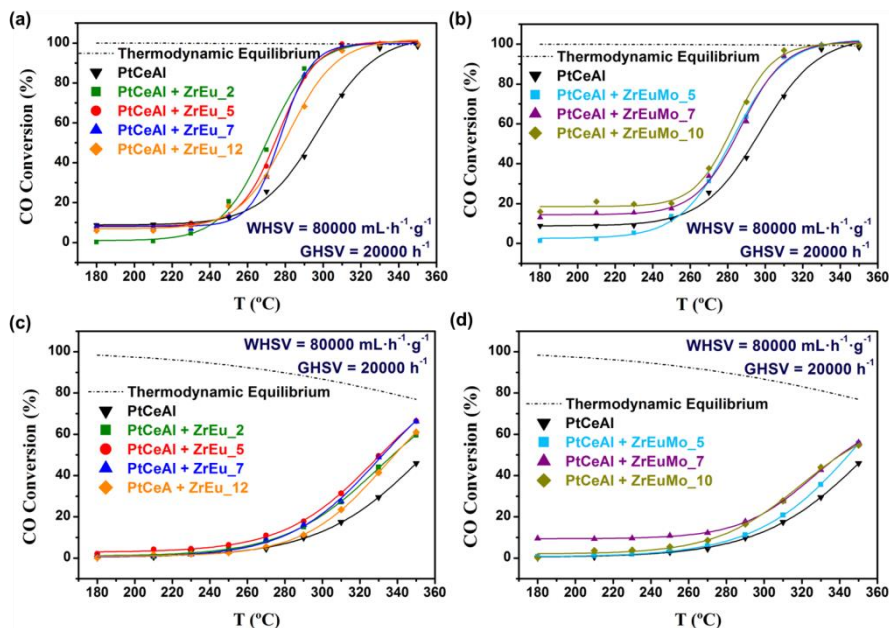 (a)
CO Conversion (%)
100
80
60
40
20
0
Thermodynamic Equilibrium
PtCeAl
PtCeAl + ZrEu_2
PtCeAl + ZrEu_5
PtCeAl + ZrEu_7
PtCeAl + ZrEu_12
WHSV = 80000 mL·h⁻¹·g⁻¹
GHSV = 20000 h⁻¹
180 200 220 240 260 280 300 320 340 360
T (ºC)
(b)
CO Conversion (%)
100
80
60
40
20
0
Thermodynamic Equilibrium
PtCeAl
PtCeAl + ZrEuMo_5
PtCeAl + ZrEuMo_7
PtCeAl + ZrEuMo_10
WHSV = 80000 mL·h⁻¹·g⁻¹
GHSV = 20000 h⁻¹
180 200 220 240 260 280 300 320 340 360
T (ºC)
(c)
CO Conversion (%)
100
80
60
40
20
0
WHSV = 80000 mL·h⁻¹·g⁻¹
GHSV = 20000 h⁻¹
Thermodynamic Equilibrium
PtCeAl
PtCeAl + ZrEu_2
PtCeAl + ZrEu_5
PtCeAl + ZrEu_7
PtCeA + ZrEu_12
180 200 220 240 260 280 300 320 340 360
T (ºC)
(d)
CO Conversion (%)
100
80
60
40
20
0
WHSV = 80000 mL·h⁻¹·g⁻¹
GHSV = 20000 h⁻¹
Thermodynamic Equilibrium
PtCeAl
PtCeAl + ZrEuMo_5
PtCeAl + ZrEuMo_7
PtCeAl + ZrEuMo_10
180 200 220 240 260 280 300 320 340 360
T (ºC)